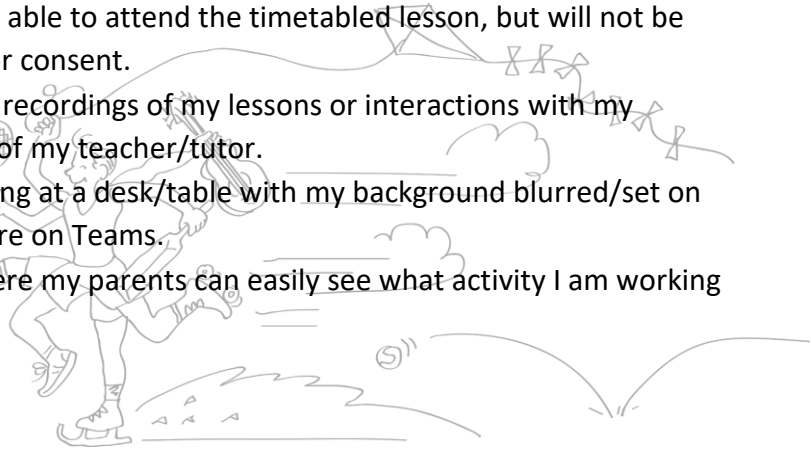 able to attend the timetabled lesson, but will not be
r consent.
recordings of my lessons or interactions with my
of my teacher/tutor.
ng at a desk/table with my background blurred/set on
re on Teams.
ere my parents can easily see what activity I am working